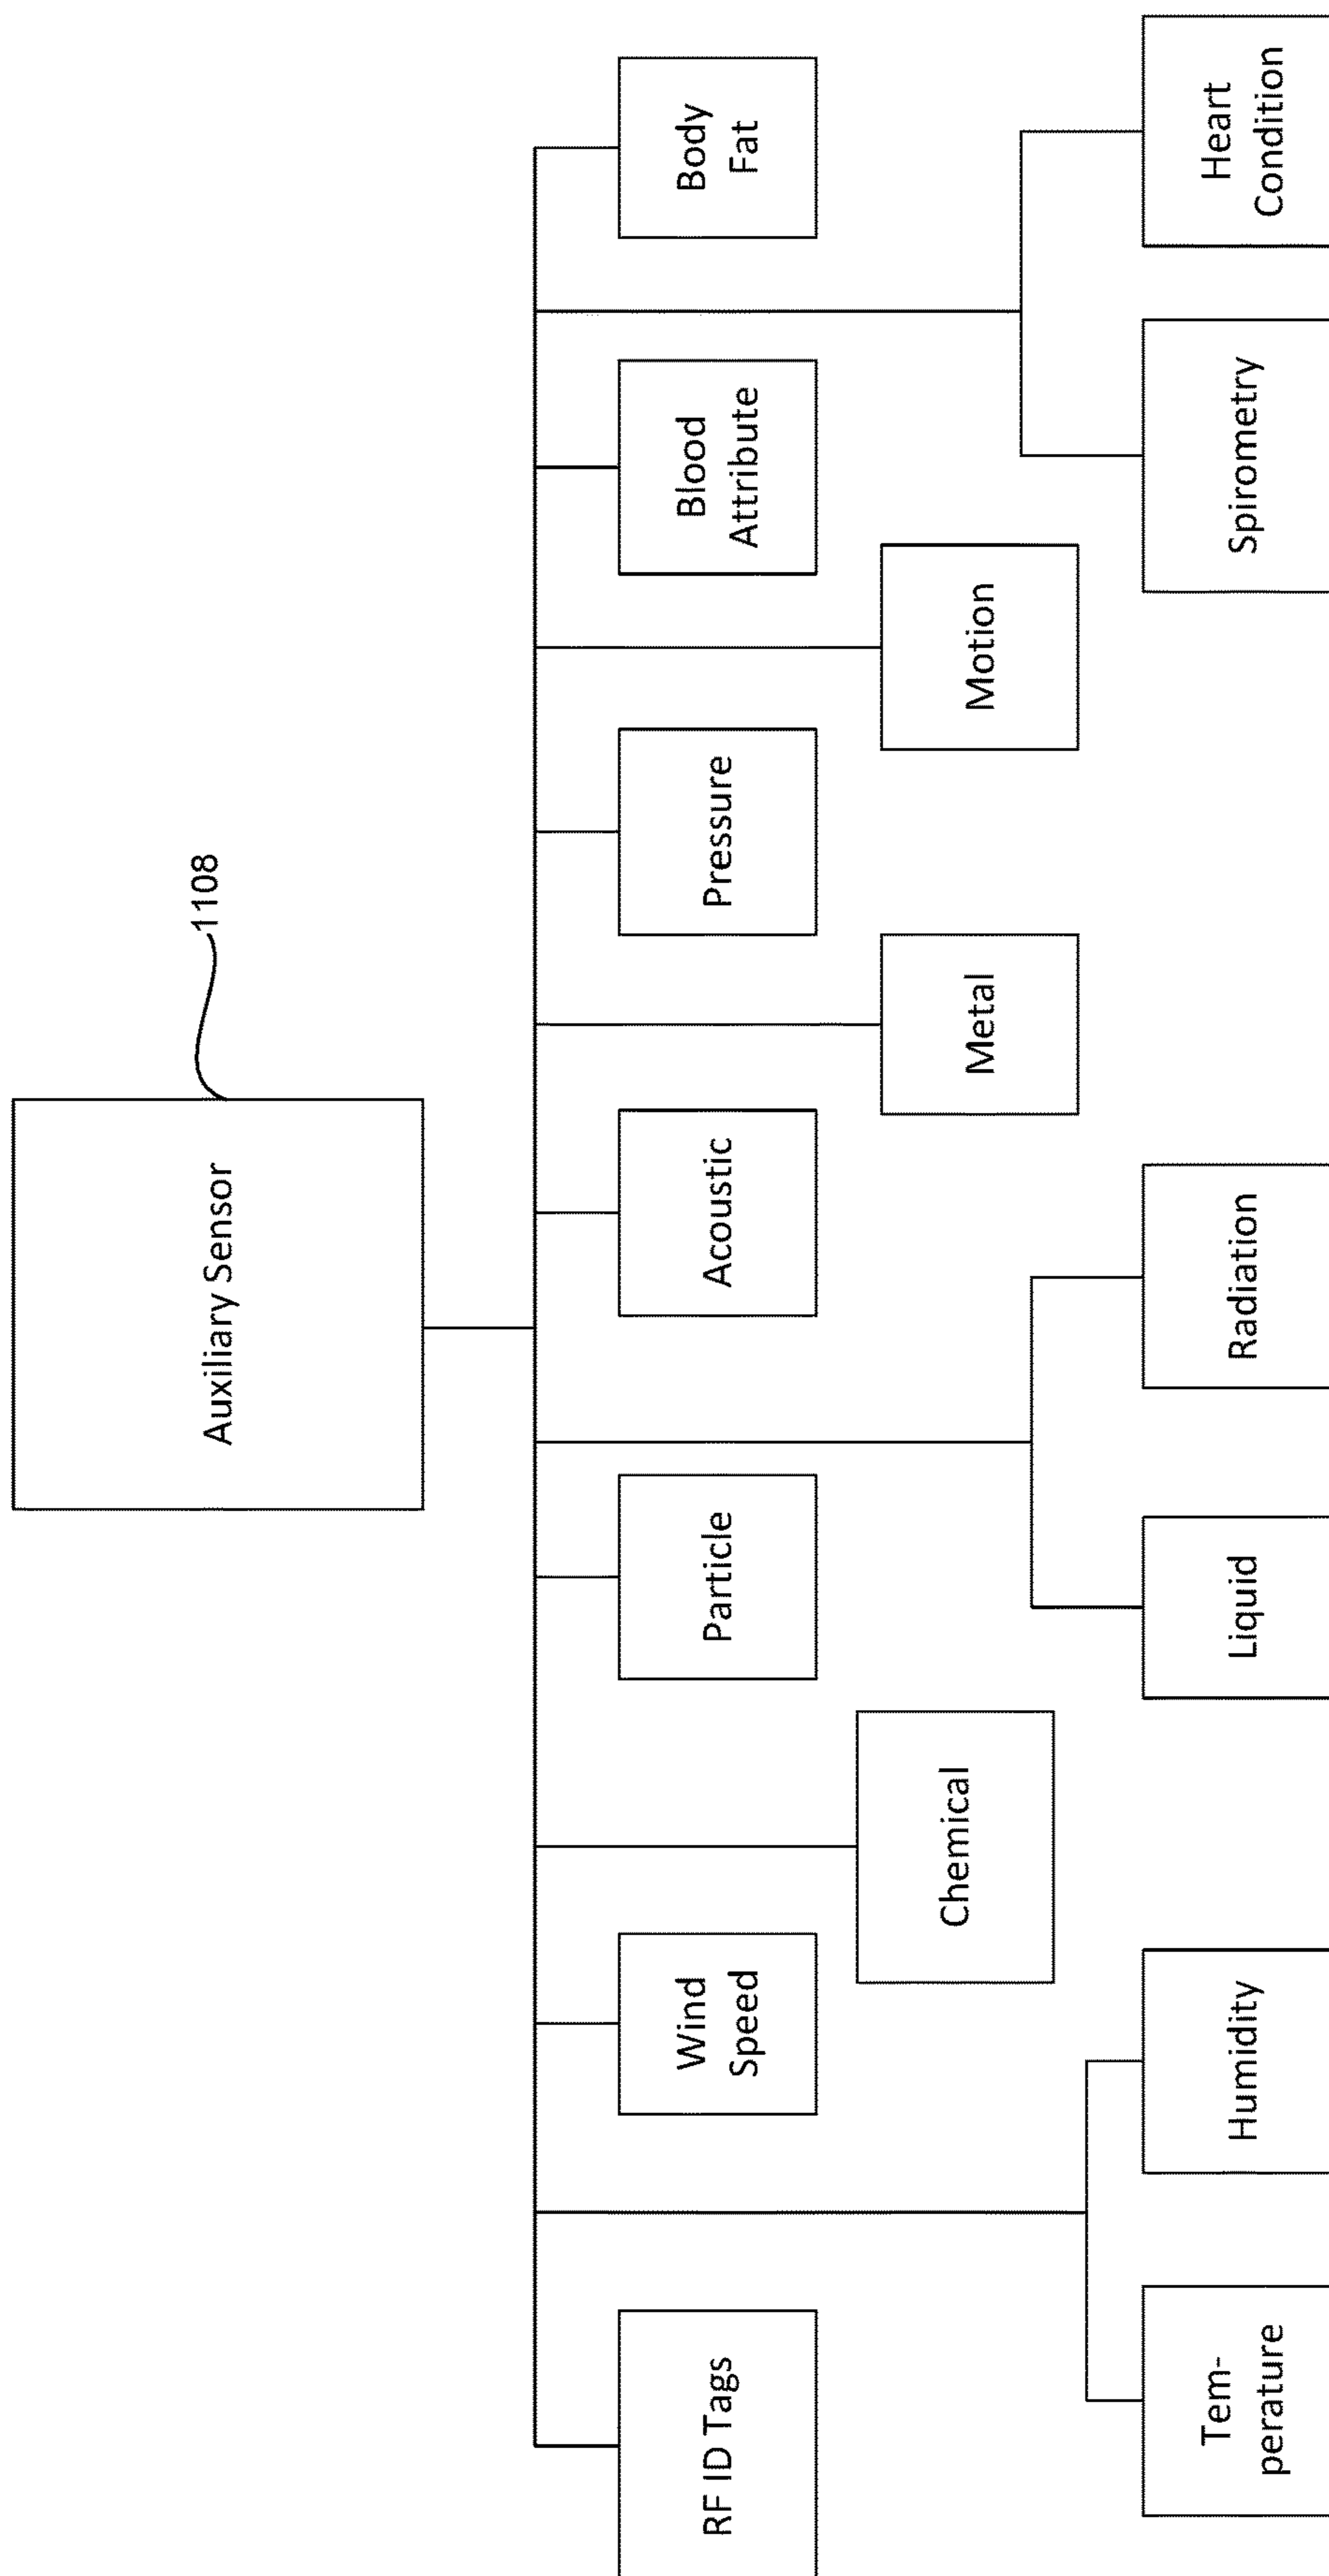 Auxiliary Sensor
1108
RF ID Tags
Wind
Speed
Particle
Acoustic
Pressure
Blood
Attribute
Body
Fat
Chemical
Metal
Motion
Tem-
perature
Humidity
Liquid
Radiation
Spirometry
Heart
Condition